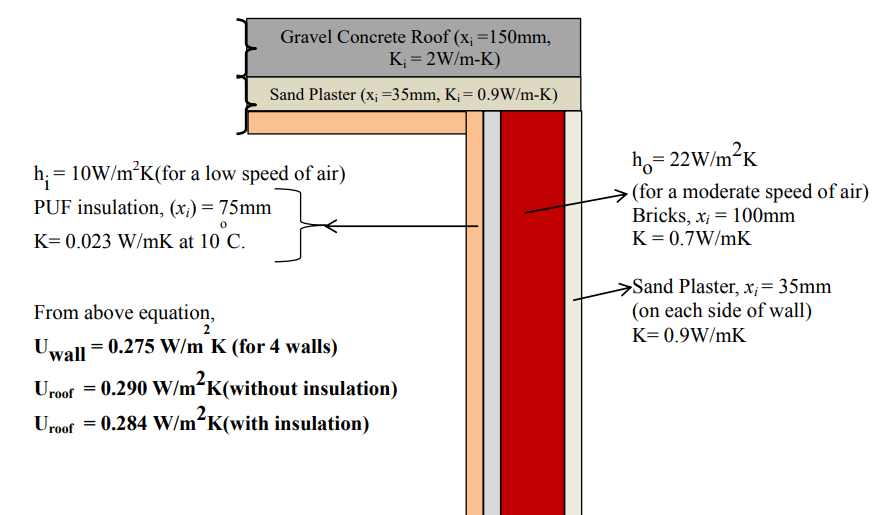 Gravel Concrete Roof (xᵢ =150mm,
Kᵢ = 2W/m-K)
Sand Plaster (xᵢ =35mm, Kᵢ= 0.9W/m-K)
hᵢ= 10W/m²K(for a low speed of air)
PUF insulation, (xᵢ) = 75mm
K= 0.023 W/mK at 10°C.
hₒ= 22W/m²K
(for a moderate speed of air)
Bricks, xᵢ = 100mm
K = 0.7W/mK
Sand Plaster, xᵢ= 35mm
(on each side of wall)
K= 0.9W/mK
From above equation,
U wall = 0.275 W/m²K (for 4 walls)
U roof = 0.290 W/m²K(without insulation)
U roof = 0.284 W/m²K(with insulation)